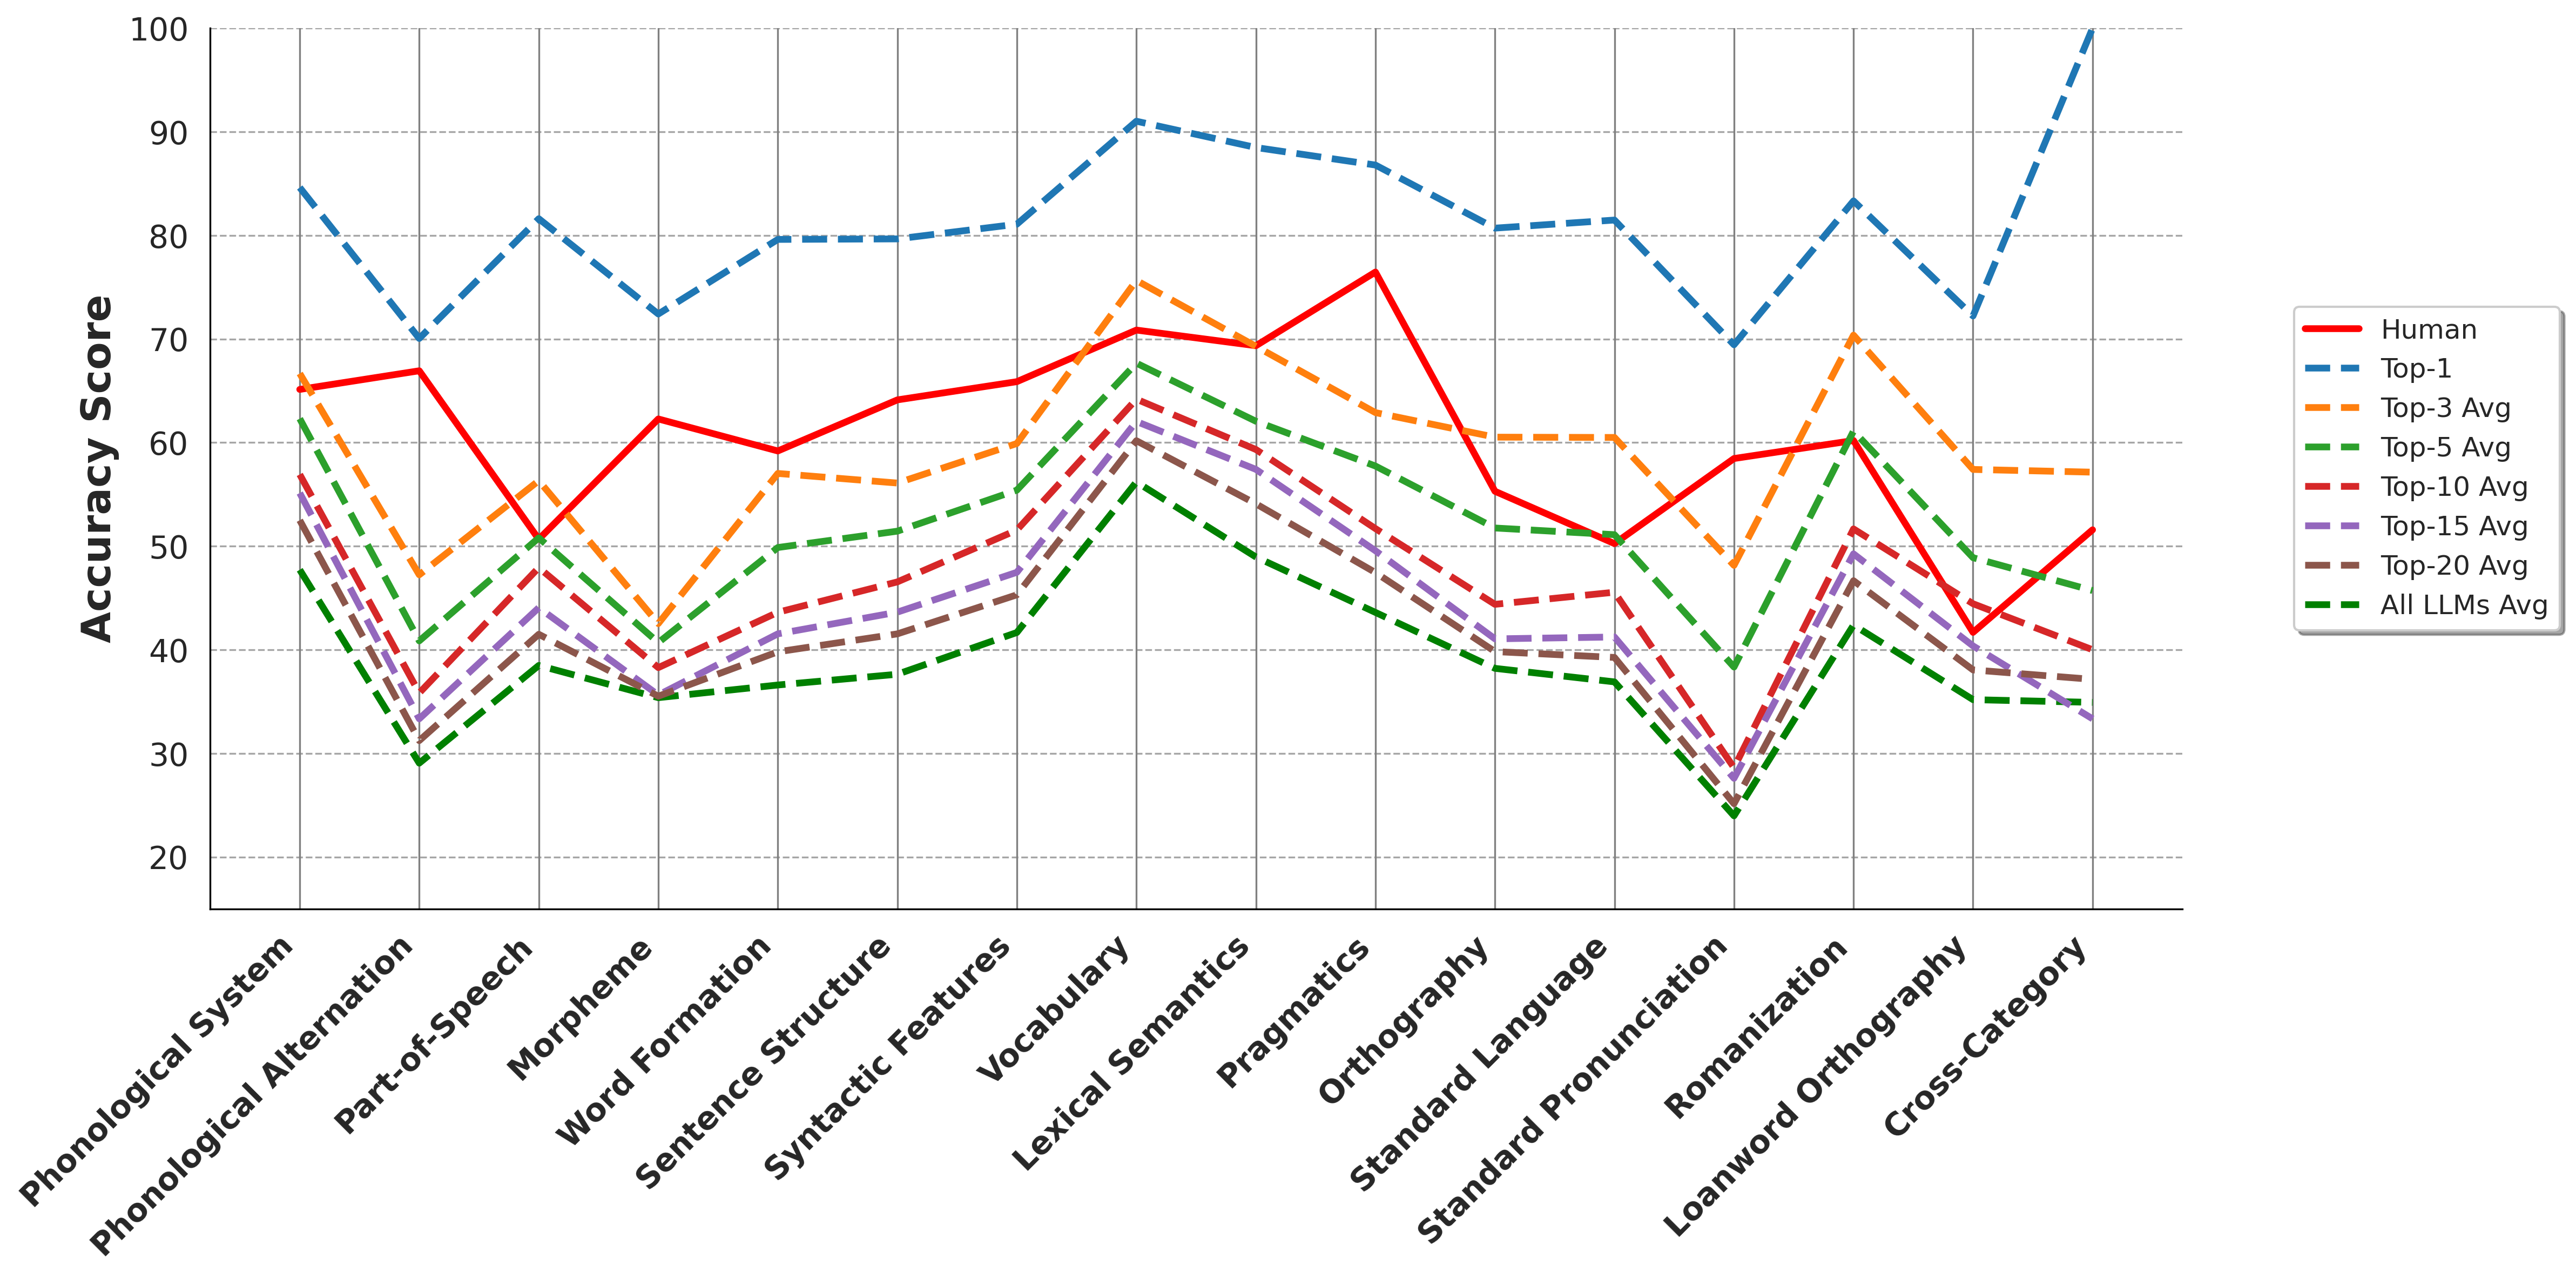 Accuracy Score
100
90
80
70
60
50
40
30
20
Phonological System
Phonological Alternation
Part-of-Speech
Morpheme
Word Formation
Sentence Structure
Syntactic Features
Vocabulary
Lexical Semantics
Pragmatics
Orthography
Standard Language
Standard Pronunciation
Romanization
Loanword Orthography
Cross-Category
Human
Top-1
Top-3 Avg
Top-5 Avg
Top-10 Avg
Top-15 Avg
Top-20 Avg
All LLMs Avg